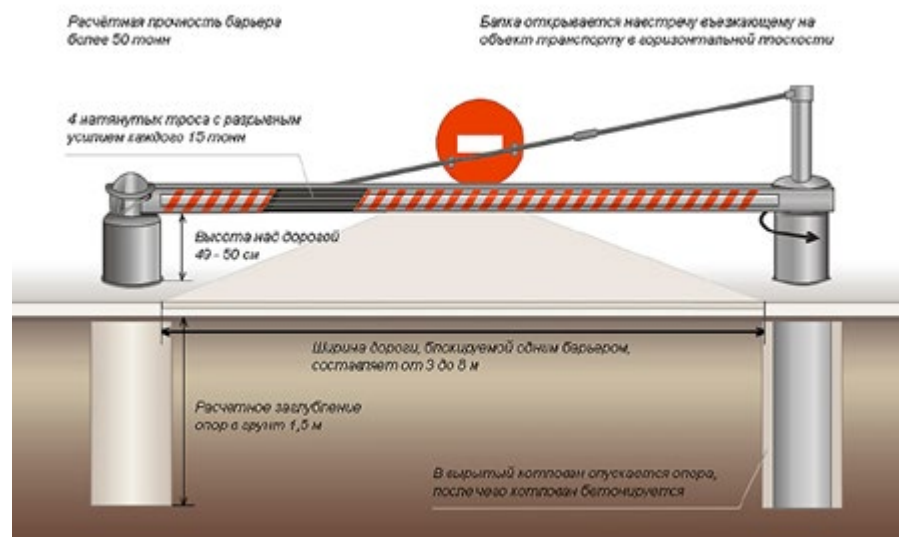 Расчётная прочность барьера
более 50 тонн
Балка открывается навстречу въезжающему на
объект транспорту в горизонтальной плоскости
4 натянутых троса с разрывным
усилием каждого 15 тонн
Высота над дорогой
49 - 50 см
Ширина дороги, блокируемой одним барьером,
составляет от 3 до 8 м
Расчетное заглубление
опор в грунт 1,5 м
В вырытый котлован опускается опора,
после чего котлован бетонируется